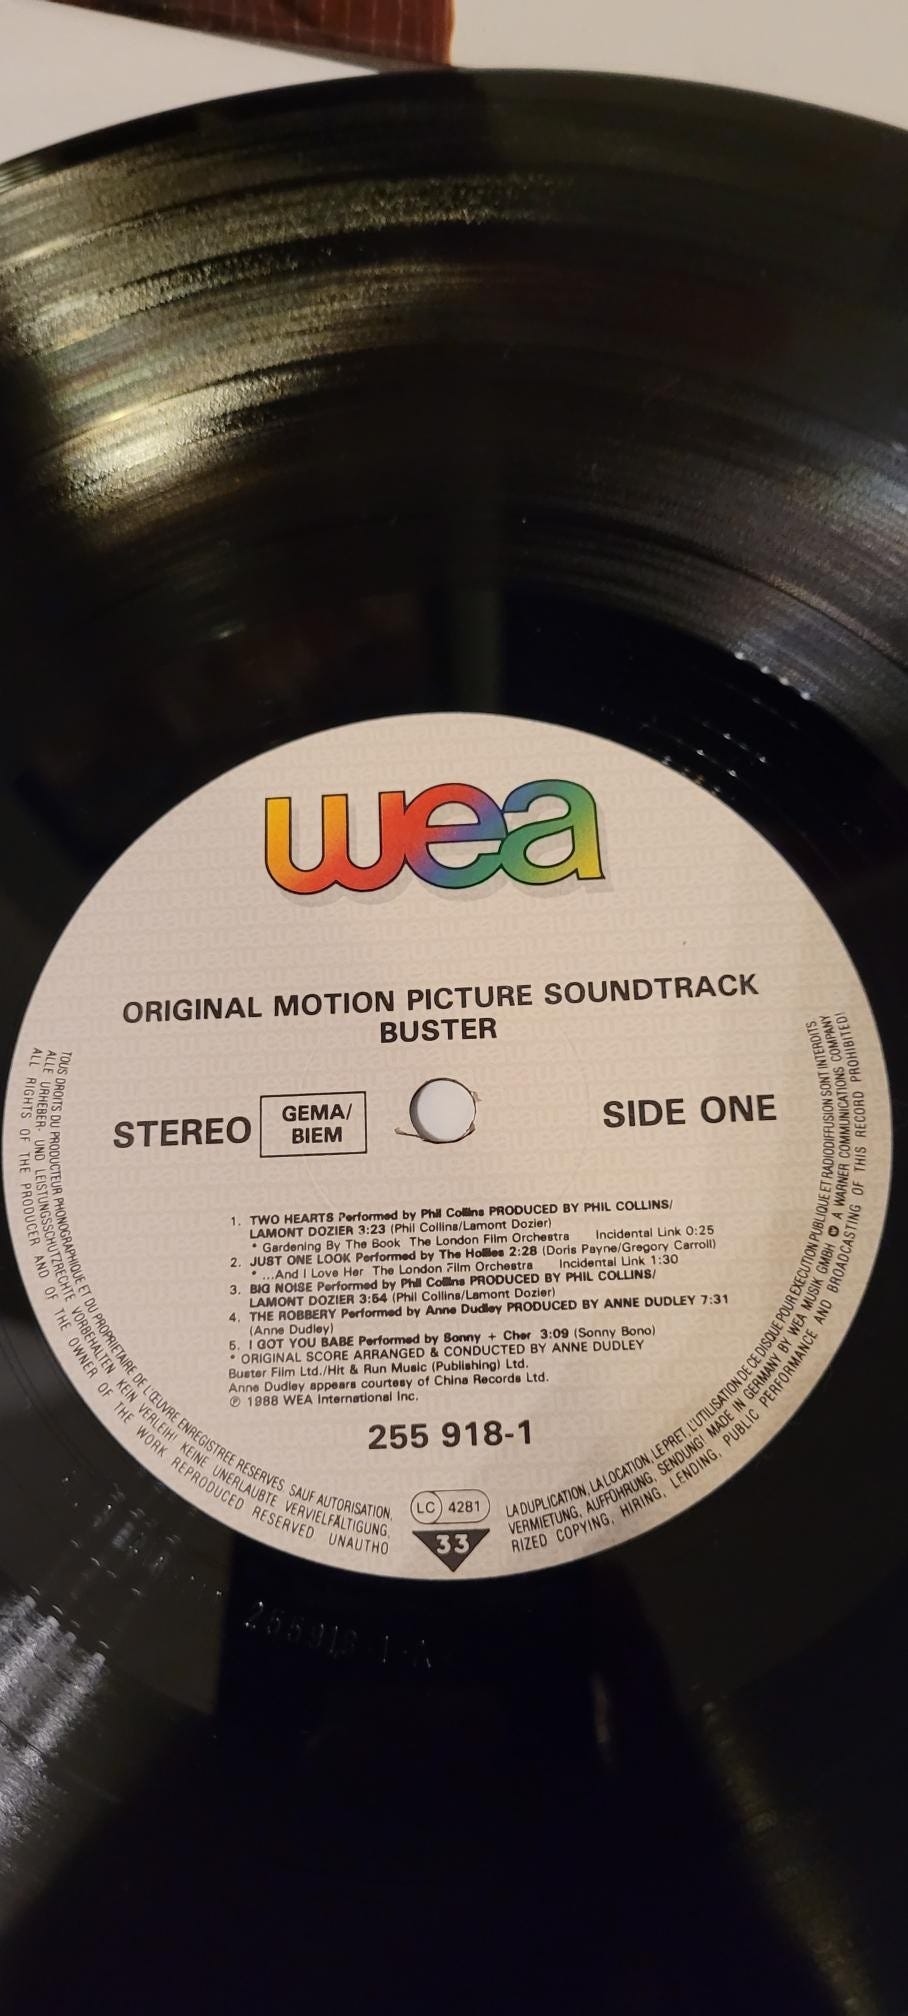 wea
ORIGINAL MOTION PICTURE SOUNDTRACK
BUSTER
STEREO
GEMA/
BIEM
SIDE ONE
1. TWO HEARTS Performed by Phil Collins PRODUCED BY PHIL COLLINS/
LAMONT DOZIER 3:23 (Phil Collins/Lamont Dozier)
* Gardening By The Book The London Film Orchestra Incidental Link 0:25
2. JUST ONE LOOK Performed by The Hollies 2:28 (Doris Payne/Gregory Carroll)
* ...And I Love Her The London Film Orchestra Incidental Link 1:30
3. BIG NOISE Performed by Phil Collins PRODUCED BY PHIL COLLINS/
LAMONT DOZIER 3:54 (Phil Collins/Lamont Dozier)
4. THE ROBBERY Performed by Anne Dudley PRODUCED BY ANNE DUDLEY 7:31
(Anne Dudley)
5. I GOT YOU BABE Performed by Sonny + Cher 3:09 (Sonny Bono)
* ORIGINAL SCORE ARRANGED & CONDUCTED BY ANNE DUDLEY
Buster Film Ltd./Hit & Run Music (Publishing) Ltd.
Anne Dudley appears courtesy of China Records Ltd.
℗ 1988 WEA International Inc.
255 918-1
LC 4281
33
TOUS DROITS DU PRODUCTEUR PHONOGRAPHIQUE ET DU PROPRIETAIRE DE L'ŒUVRE ENREGISTREE RESERVES. SAUF AUTORISATION, LA DUPLICATION, LA LOCATION, LE PRET, L'UTILISATION DE CE DISQUE POUR EXECUTION PUBLIQUE ET RADIODIFFUSION SONT INTERDITS
ALLE URHEBER- UND LEISTUNGSSCHUTZRECHTE VORBEHALTEN. KEIN VERLEIH! KEINE UNERLAUBTE VERVIELFÄLTIGUNG, VERMIETUNG, AUFFÜHRUNG, SENDUNG! MADE IN GERMANY BY WEA MUSIK GMBH A WARNER COMMUNICATIONS COMPANY
ALL RIGHTS OF THE PRODUCER AND OF THE OWNER OF THE WORK REPRODUCED RESERVED UNAUTHORIZED COPYING, HIRING, LENDING, PUBLIC PERFORMANCE AND BROADCASTING OF THIS RECORD PROHIBITED!
255918-1-A